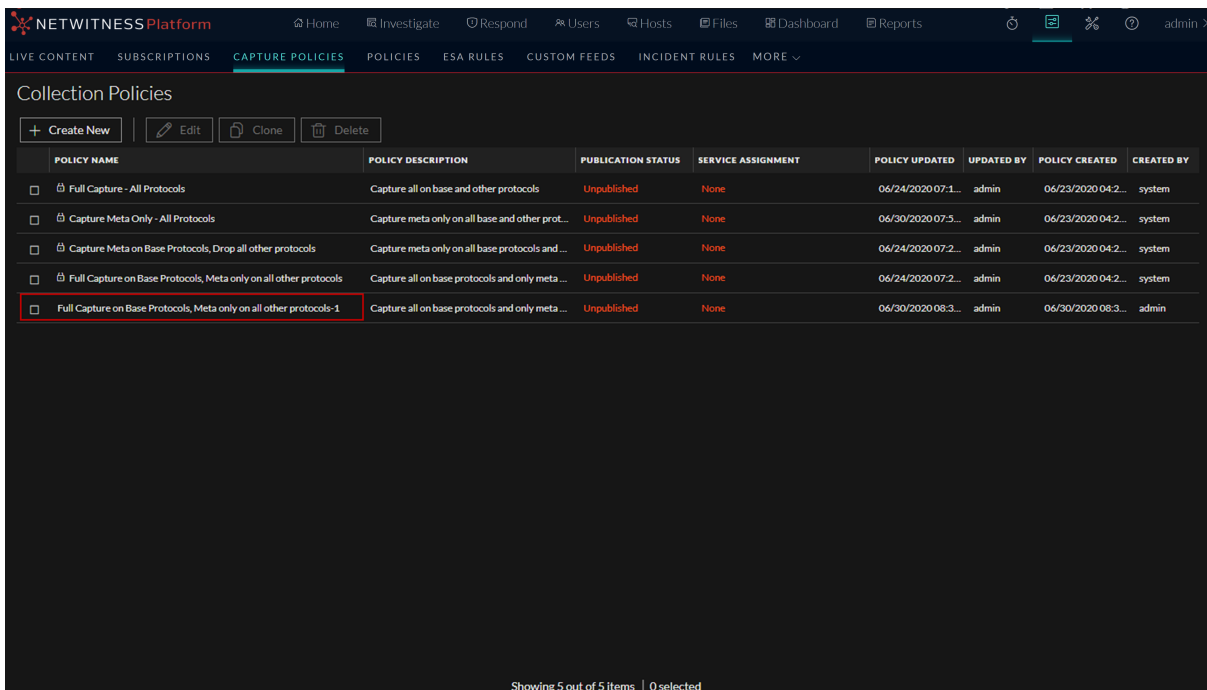 NETWITNESS Platform Home Investigate Respond Users Hosts Files Dashboard Reports admin
LIVE CONTENT SUBSCRIPTIONS CAPTURE POLICIES POLICIES ESA RULES CUSTOM FEEDS INCIDENT RULES MORE
Collection Policies
+ Create New Edit Clone Delete
POLICY NAME POLICY DESCRIPTION PUBLICATION STATUS SERVICE ASSIGNMENT POLICY UPDATED UPDATED BY POLICY CREATED CREATED BY
Full Capture - All Protocols Capture all on base and other protocols Unpublished None 06/24/2020 07:1... admin 06/23/2020 04:2... system
Capture Meta Only - All Protocols Capture meta only on all base and other prot... Unpublished None 06/30/2020 07:5... admin 06/23/2020 04:2... system
Capture Meta on Base Protocols, Drop all other protocols Capture meta only on all base protocols and ... Unpublished None 06/24/2020 07:2... admin 06/23/2020 04:2... system
Full Capture on Base Protocols, Meta only on all other protocols Capture all on base protocols and only meta ... Unpublished None 06/24/2020 07:2... admin 06/23/2020 04:2... system
Full Capture on Base Protocols, Meta only on all other protocols-1 Capture all on base protocols and only meta ... Unpublished None 06/30/2020 08:3... admin 06/30/2020 08:3... admin
Showing 5 out of 5 items | 0 selected